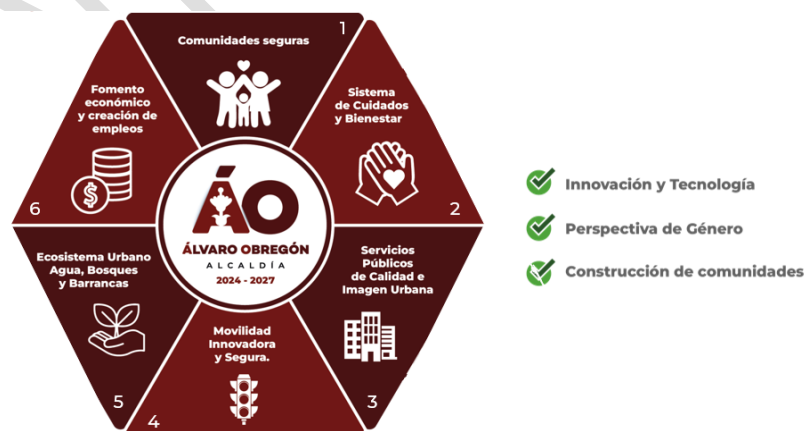 1
Comunidades seguras
2
Sistema
de Cuidados
y Bienestar
3
Servicios
Públicos
de Calidad e
Imagen Urbana
4
Movilidad
Innovadora
y Segura.
5
Ecosistema Urbano
Agua, Bosques
y Barrancas
6
Fomento
económico
y creación de
empleos
$
ÁO
ÁLVARO OBREGÓN
ALCALDÍA
2024 - 2027
Innovación y Tecnología
Perspectiva de Género
Construcción de comunidades